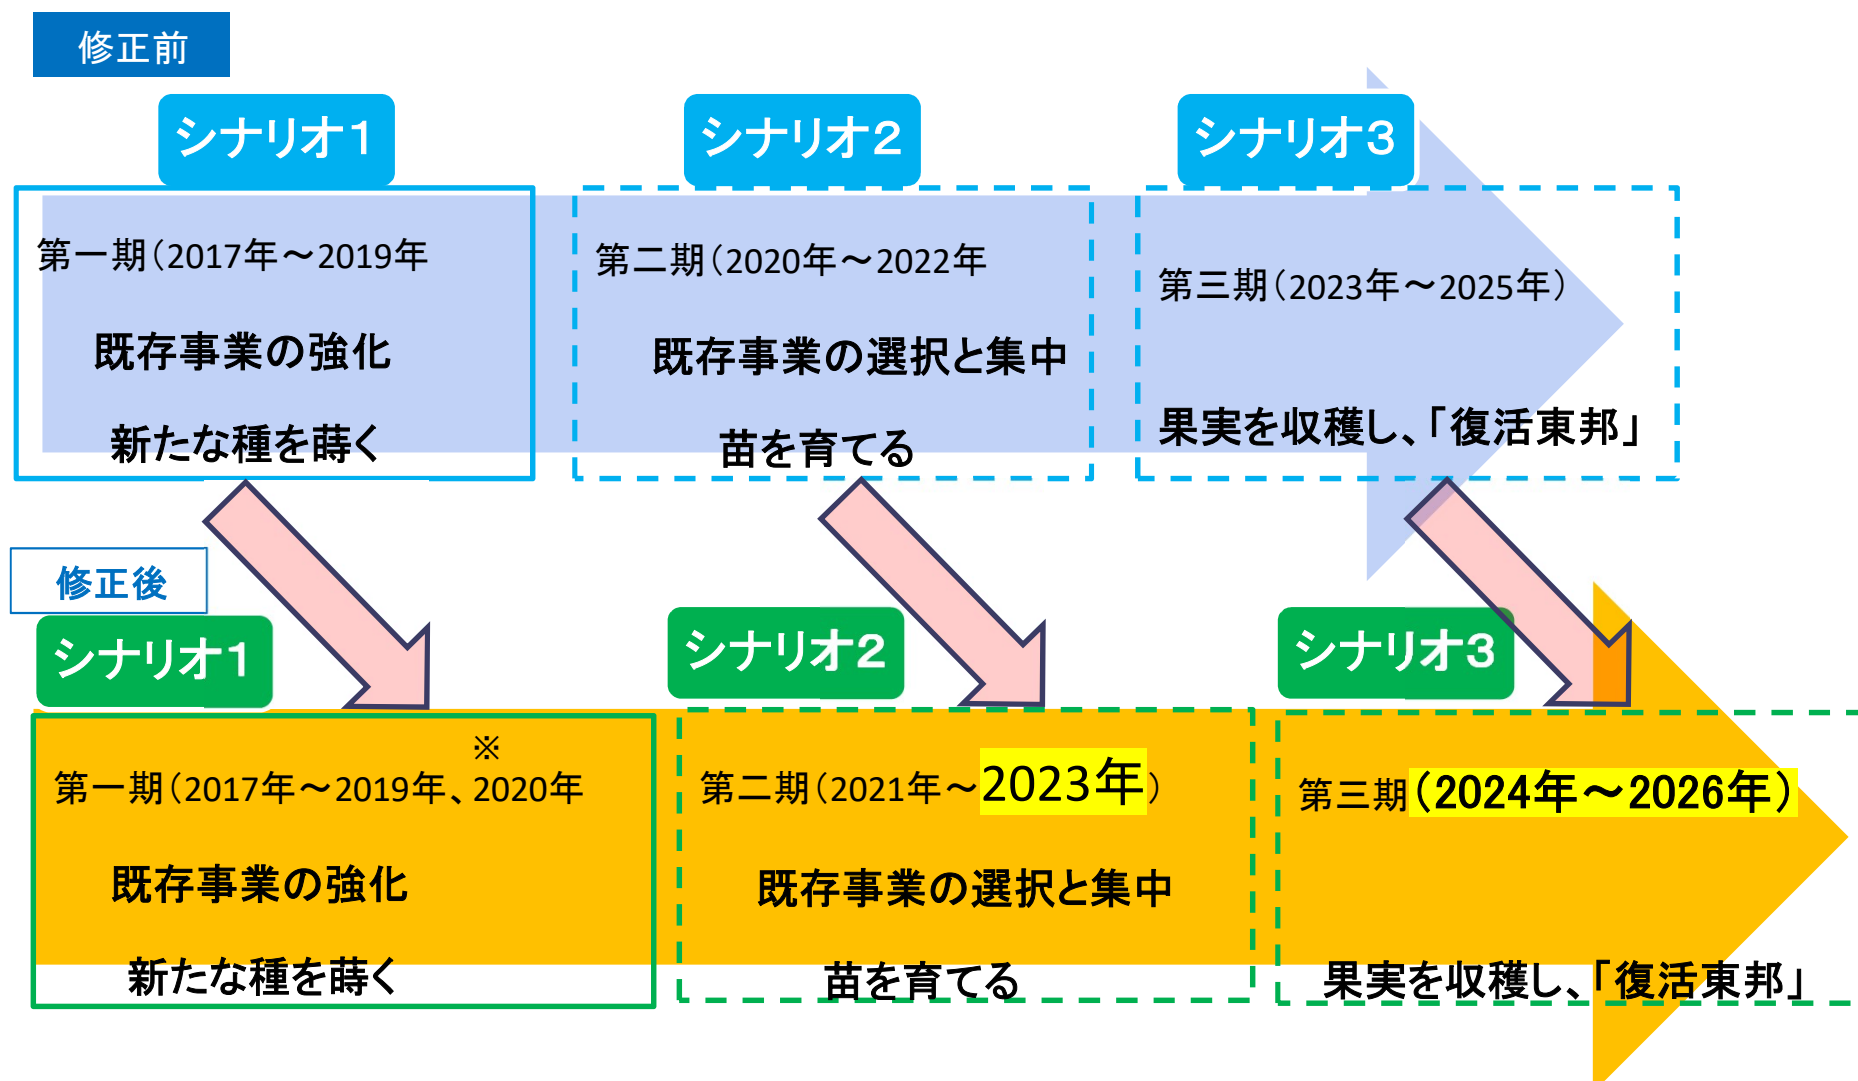 修正前
シナリオ1
シナリオ2
シナリオ3
第一期（2017年～2019年
既存事業の強化
新たな種を蒔く
第二期（2020年～2022年
既存事業の選択と集中
苗を育てる
第三期（2023年～2025年）
果実を収穫し、「復活東邦」
修正後
シナリオ1
シナリオ2
シナリオ3
※
第一期（2017年～2019年、2020年
既存事業の強化
新たな種を蒔く
第二期（2021年～2023年）
既存事業の選択と集中
苗を育てる
第三期（2024年～2026年）
果実を収穫し、「復活東邦」